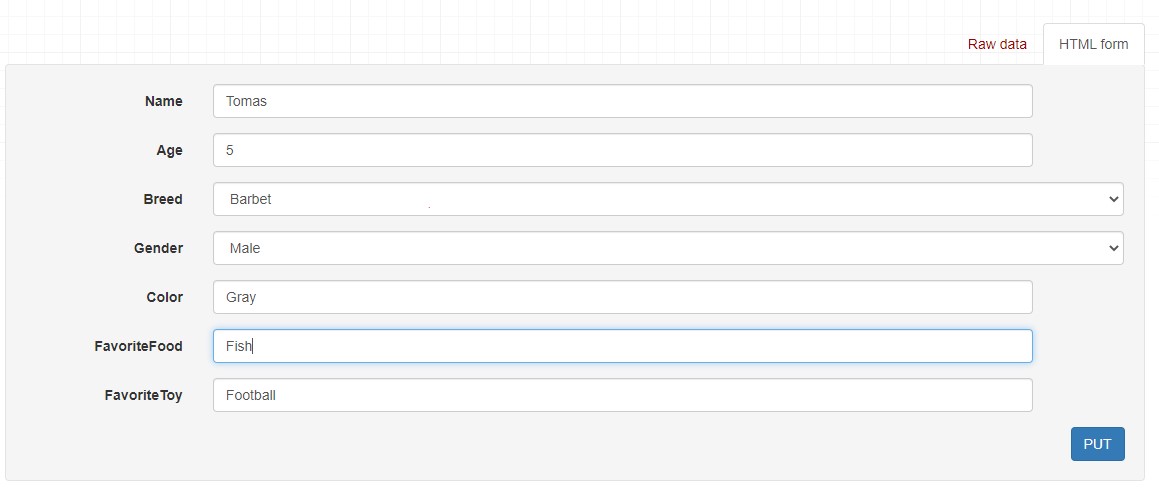 Raw data HTML form
Name Tomas
Age 5
Breed Barbet
Gender Male
Color Gray
FavoriteFood Fish
FavoriteToy Football
PUT